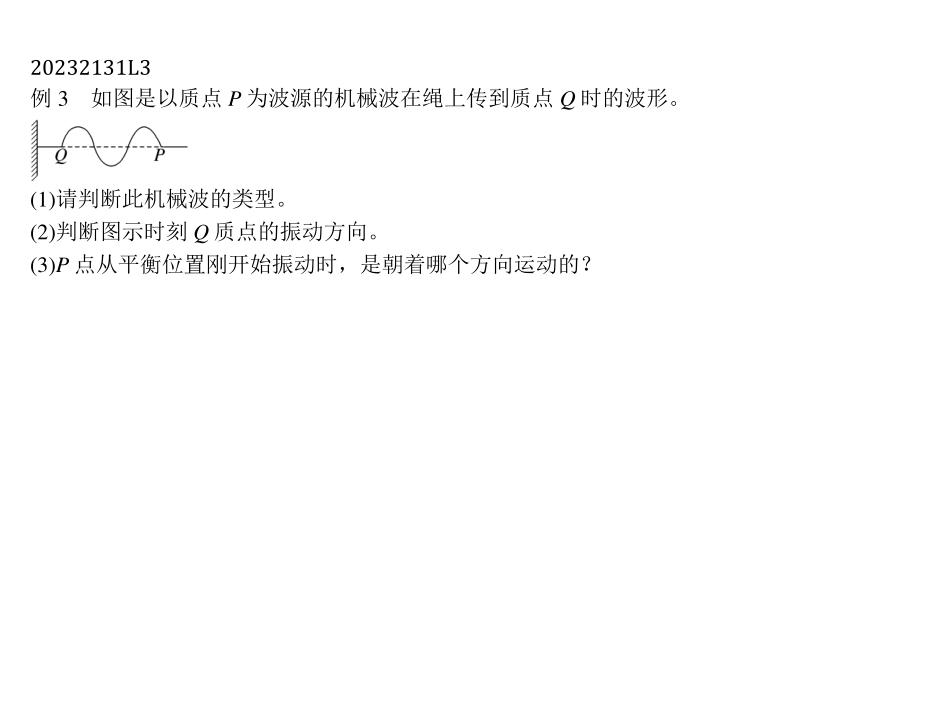 20232131L3
例 3　如图是以质点 P 为波源的机械波在绳上传到质点 Q 时的波形。
Q P
(1)请判断此机械波的类型。
(2)判断图示时刻 Q 质点的振动方向。
(3)P 点从平衡位置刚开始振动时，是朝着哪个方向运动的？